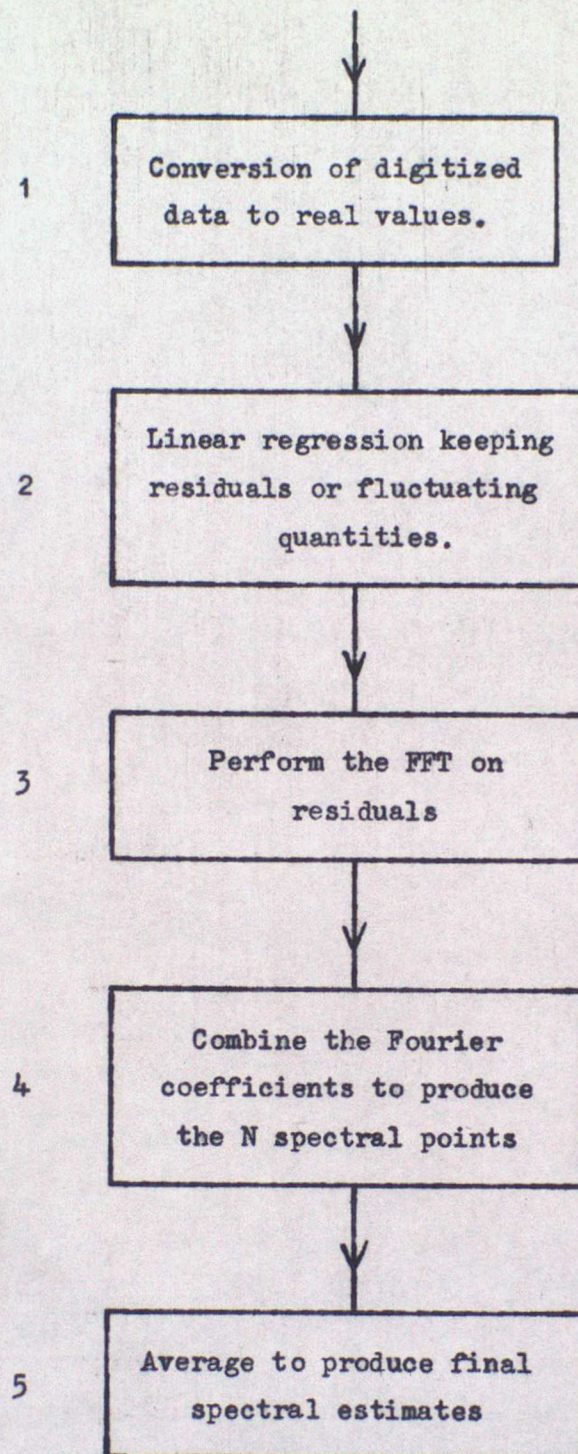 1
Conversion of digitized
data to real values.
2
Linear regression keeping
residuals or fluctuating
quantities.
3
Perform the FFT on
residuals
4
Combine the Fourier
coefficients to produce
the N spectral points
5
Average to produce final
spectral estimates